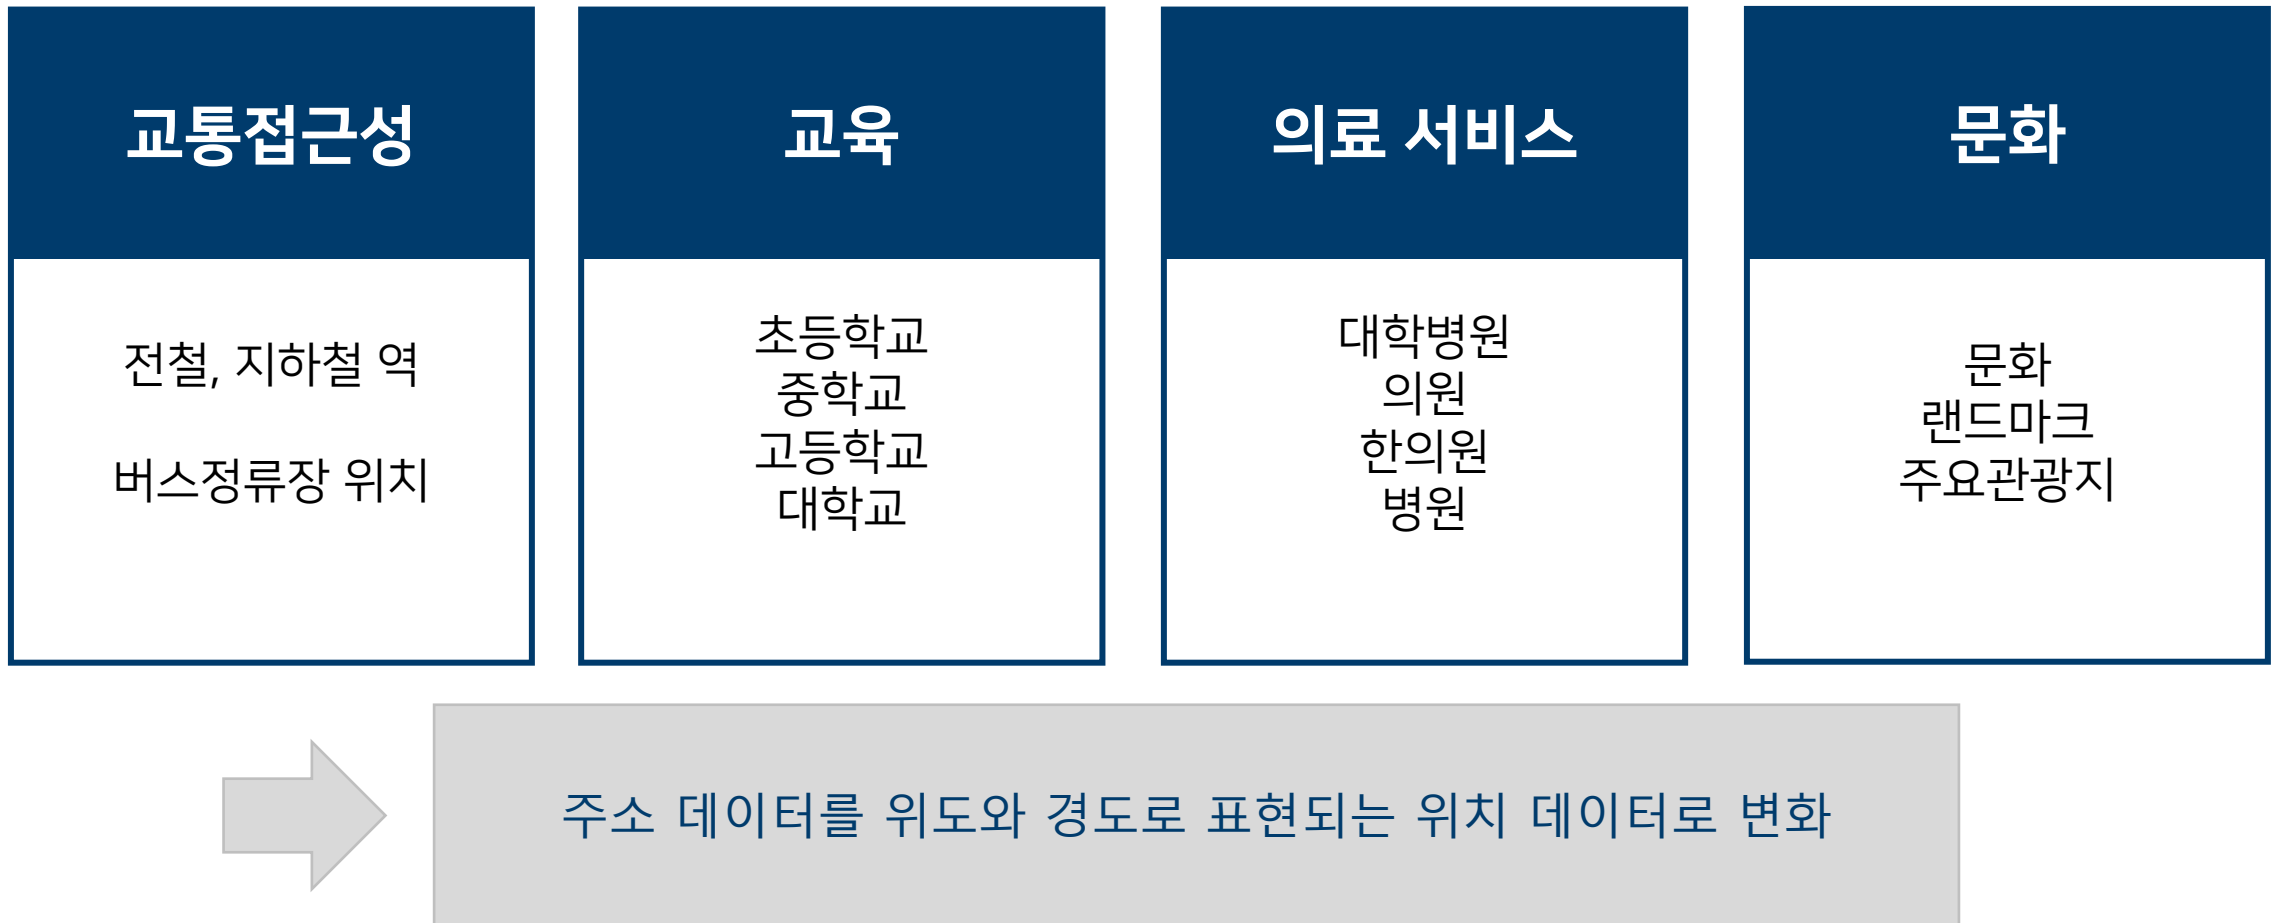 교통접근성
전철, 지하철 역
버스정류장 위치
교육
초등학교
중학교
고등학교
대학교
의료 서비스
대학병원
의원
한의원
병원
문화
문화
랜드마크
주요관광지
주소 데이터를 위도와 경도로 표현되는 위치 데이터로 변화